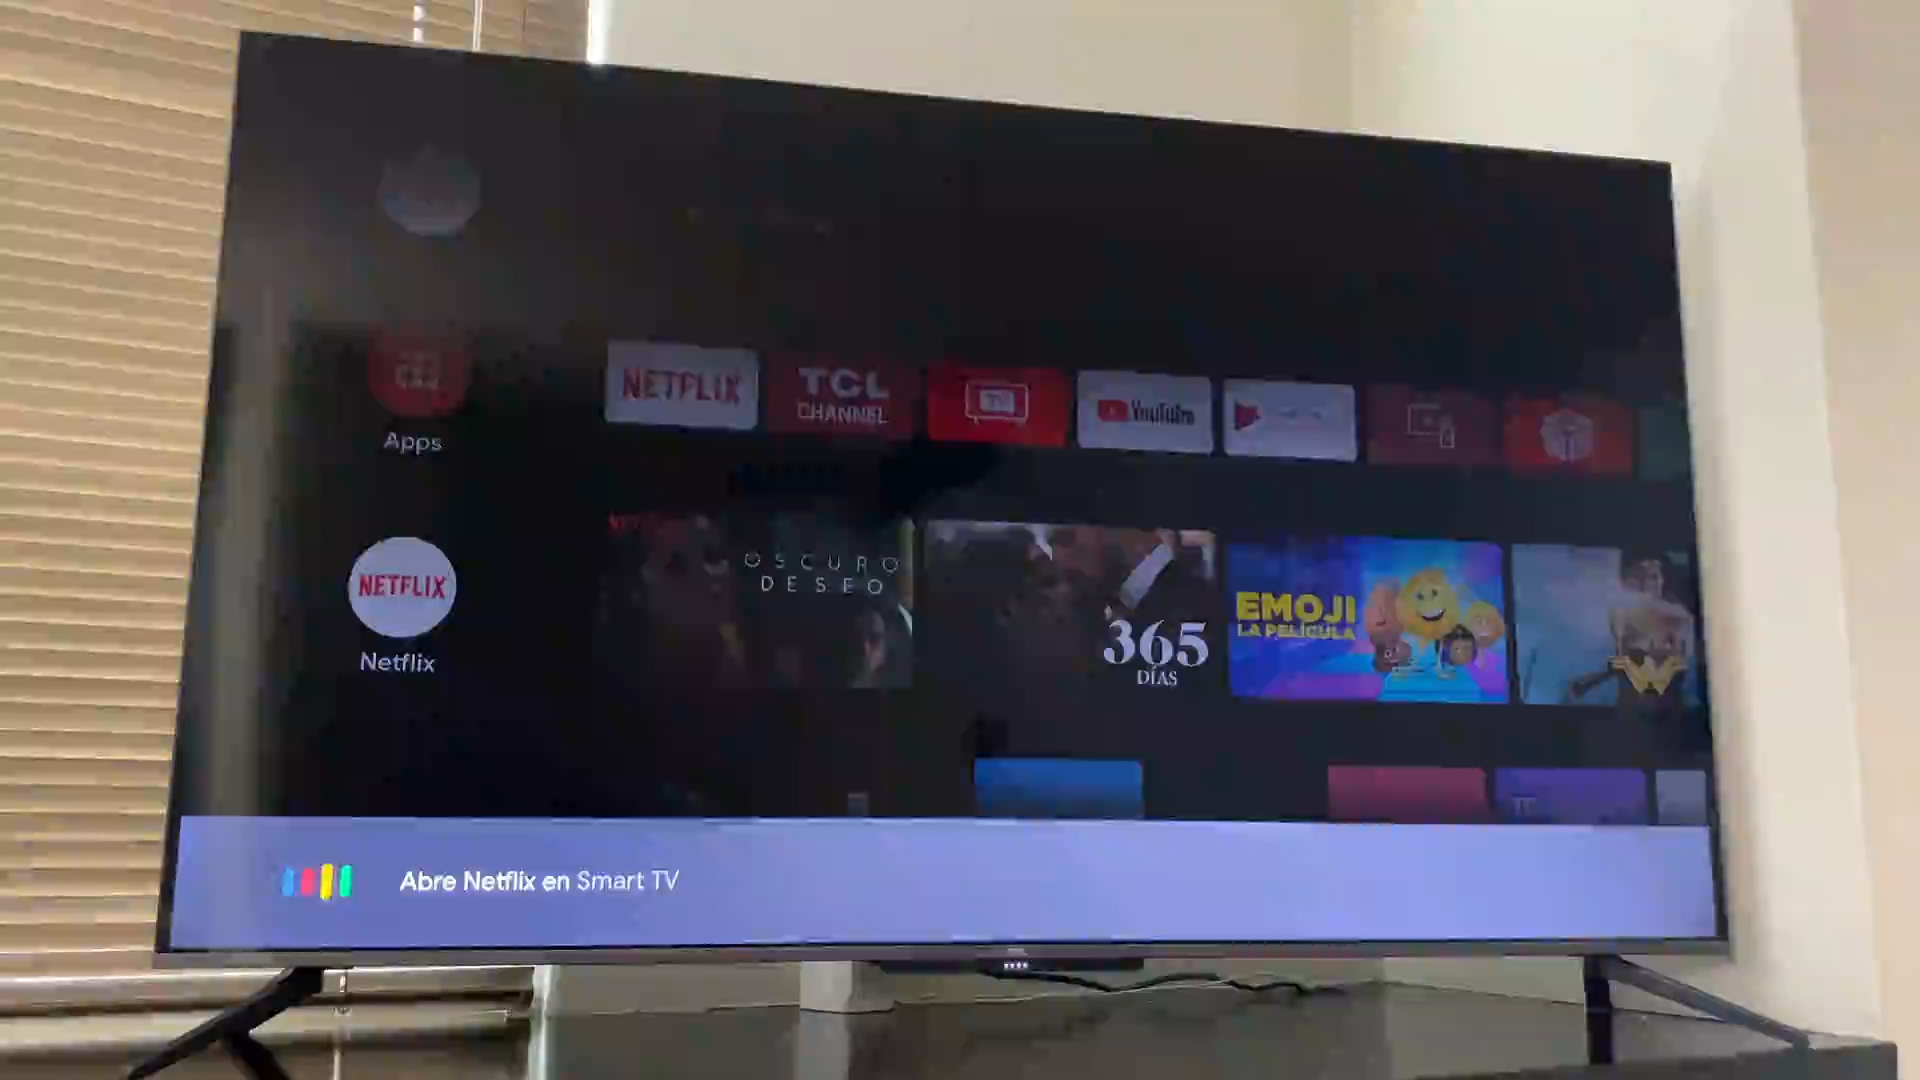 NETFLIX
TCL
CHANNEL
TV
YouTube
Apps
OSCURO
DESEO
365
DÍAS
EMOJI
LA PELÍCULA
NETFLIX
Netflix
Abre Netflix en Smart TV